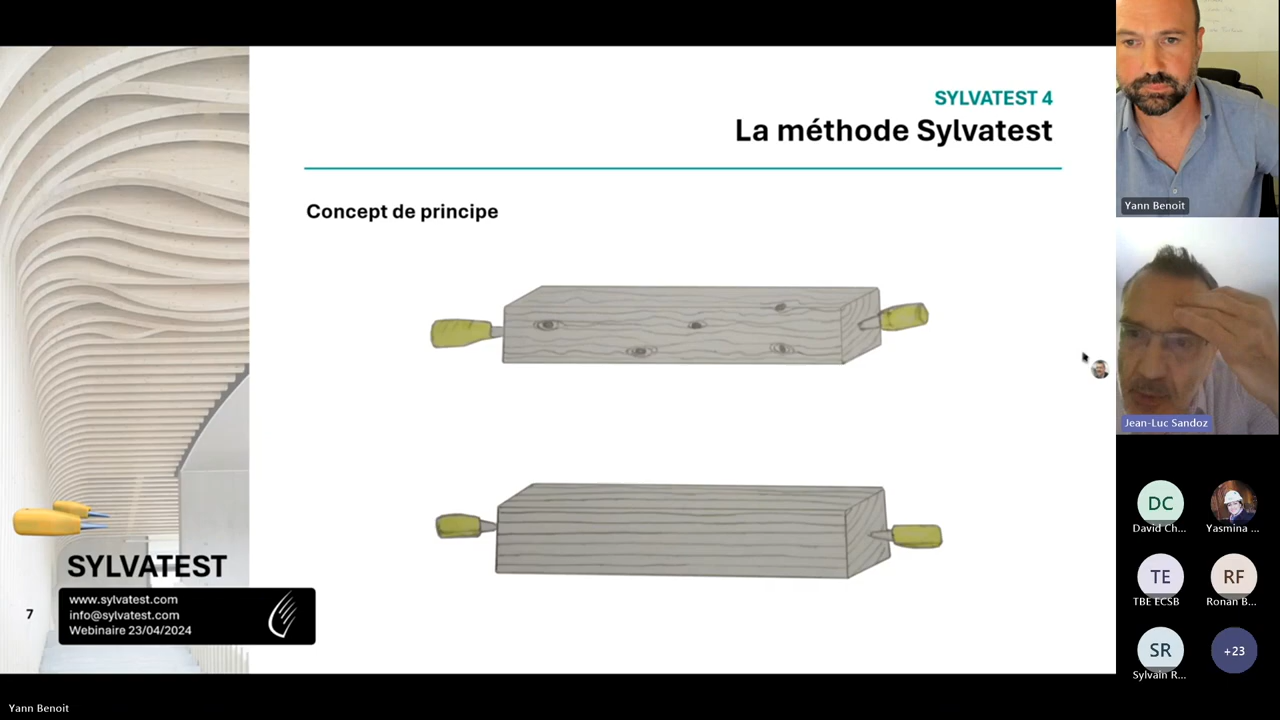 SYLVATEST 4
La méthode Sylvatest
Concept de principe
SYLVATEST
www.sylvatest.com
info@sylvatest.com
Webinaire 23/04/2024
7
Yann Benoit
Jean-Luc Sandoz
DC
David Ch...
Yasmina ...
TE
TBE ECSB
RF
Ronan B...
SR
Sylvain R...
+23
Yann Benoit